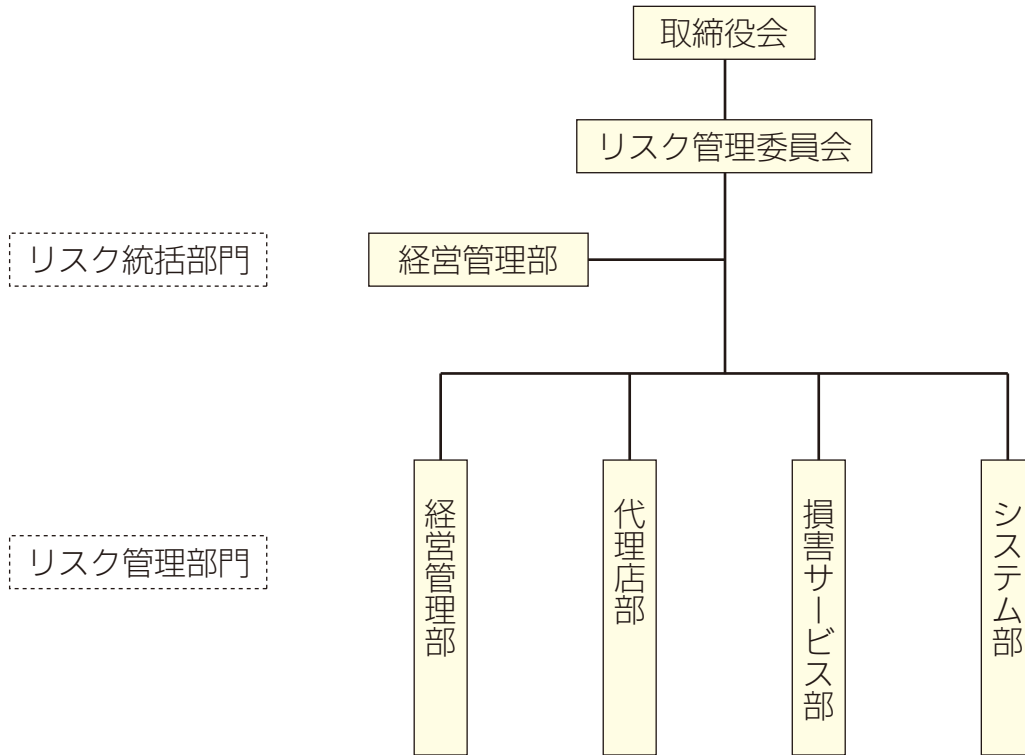 取締役会
リスク管理委員会
リスク統括部門
経営管理部
リスク管理部門
経営管理部
代理店部
損害サービス部
システム部